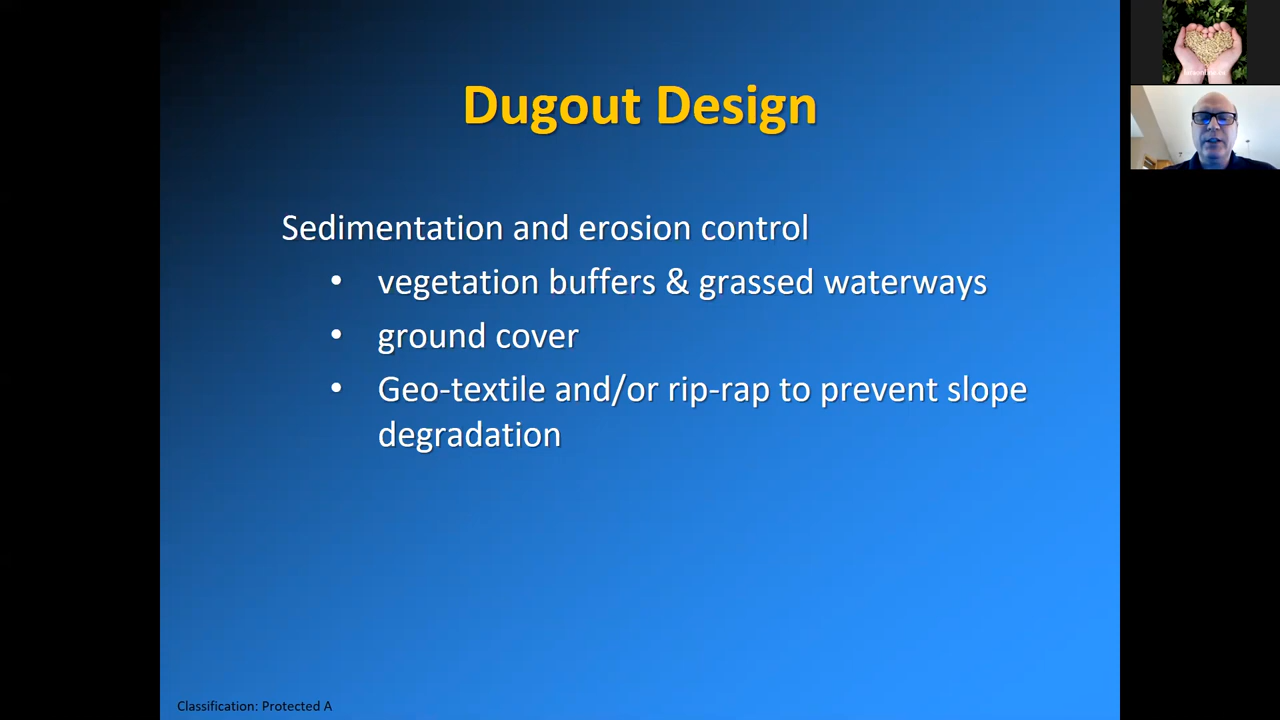 Dugout Design
Sedimentation and erosion control
• vegetation buffers & grassed waterways
• ground cover
• Geo-textile and/or rip-rap to prevent slope
degradation
Classification: Protected A